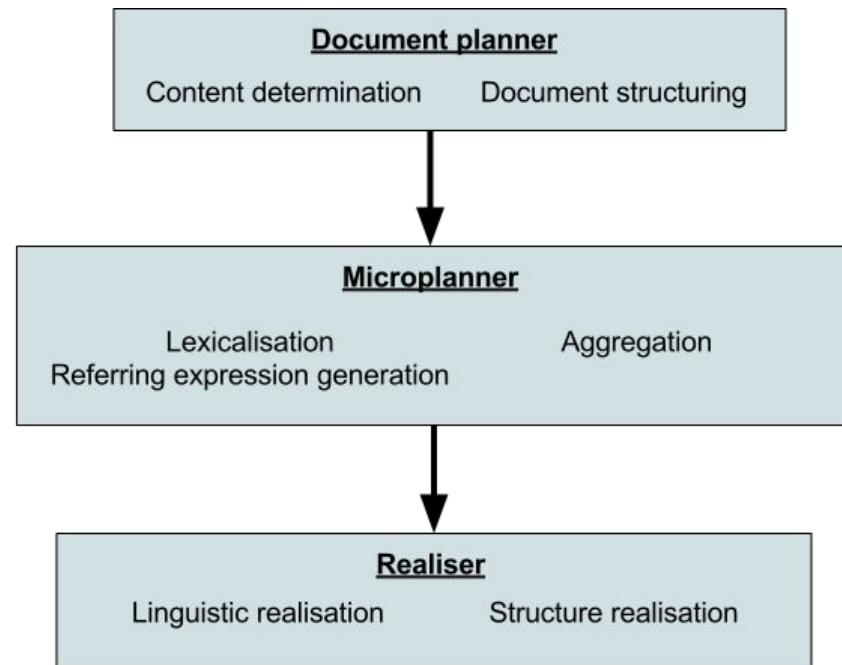 Document planner
Content determination Document structuring
Microplanner
Lexicalisation Aggregation
Referring expression generation
Realiser
Linguistic realisation Structure realisation